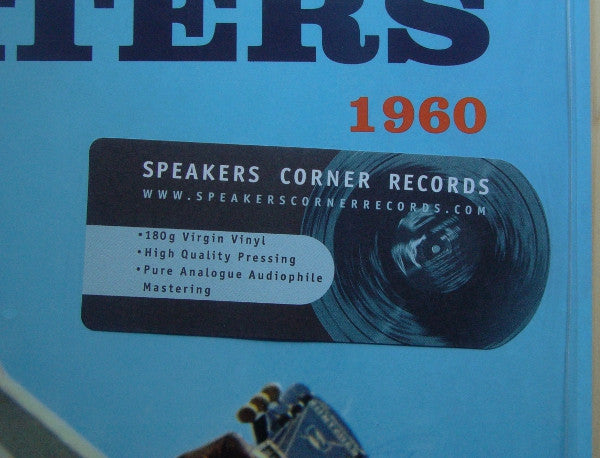 TERS
1960
SPEAKERS CORNER RECORDS
WWW.SPEAKERSCORNERRECORDS.COM
•180g Virgin Vinyl
•High Quality Pressing
•Pure Analogue Audiophile
Mastering